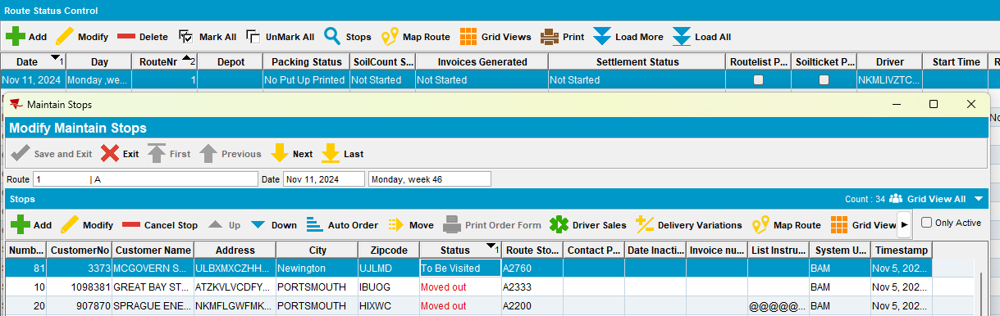 Route Status Control
Add Modify Delete Mark All UnMark All Stops Map Route Grid Views Print Load More Load All
Date 1 Day RouteNr 2 Depot Packing Status SoilCount S... Invoices Generated Settlement Status Routelist P... Soilticket P... Driver Start Time R
Nov 11, 2024 Monday ,we... 1 No Put Up Printed Not Started Not Started Not Started NKMLIVZTC...
Maintain Stops
No
Modify Maintain Stops
Save and Exit Exit First Previous Next Last
Route 1 | A Date Nov 11, 2024 Monday, week 46
Stops Count : 34 Grid View All
Add Modify Cancel Stop Up Down Auto Order Move Print Order Form Driver Sales Delivery Variations Map Route Grid View Only Active
Numb... CustomerNo Customer Name Address City Zipcode Status 1 Route Sto... Contact P... Date Inacti... Invoice nu... List Instru... System U... Timestamp
81 3373 MCGOVERN S... ULBXMXCZHH... Newington UJLMD To Be Visited A2760 BAM Nov 5, 202...
10 1098381 GREAT BAY ST... ATZKVLVCDFY... PORTSMOUTH IBUOG Moved out A2333 BAM Nov 5, 202...
20 907870 SPRAGUE ENE... NKMFLGWFMK... PORTSMOUTH HIXWC Moved out A2200 @@@@@... BAM Nov 5, 202...